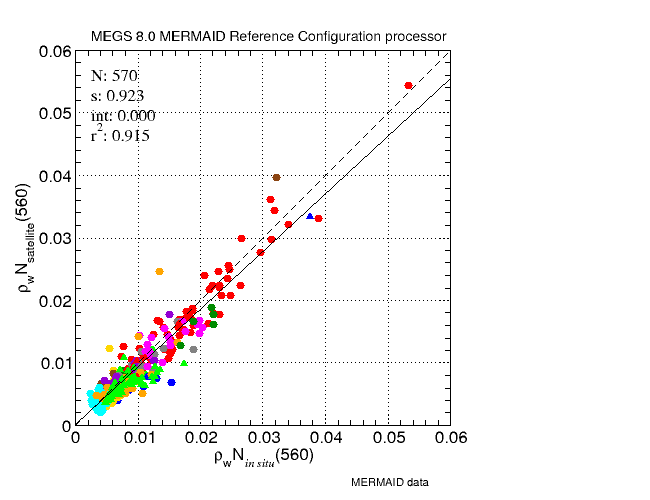 MEGS 8.0 MERMAID Reference Configuration processor
N: 570
s: 0.923
int: 0.000
r²: 0.915
0.06
0.05
0.04
0.03
0.02
0.01
0
ρwNsatellite(560)
0 0.01 0.02 0.03 0.04 0.05 0.06
ρwNin situ(560)
MERMAID data